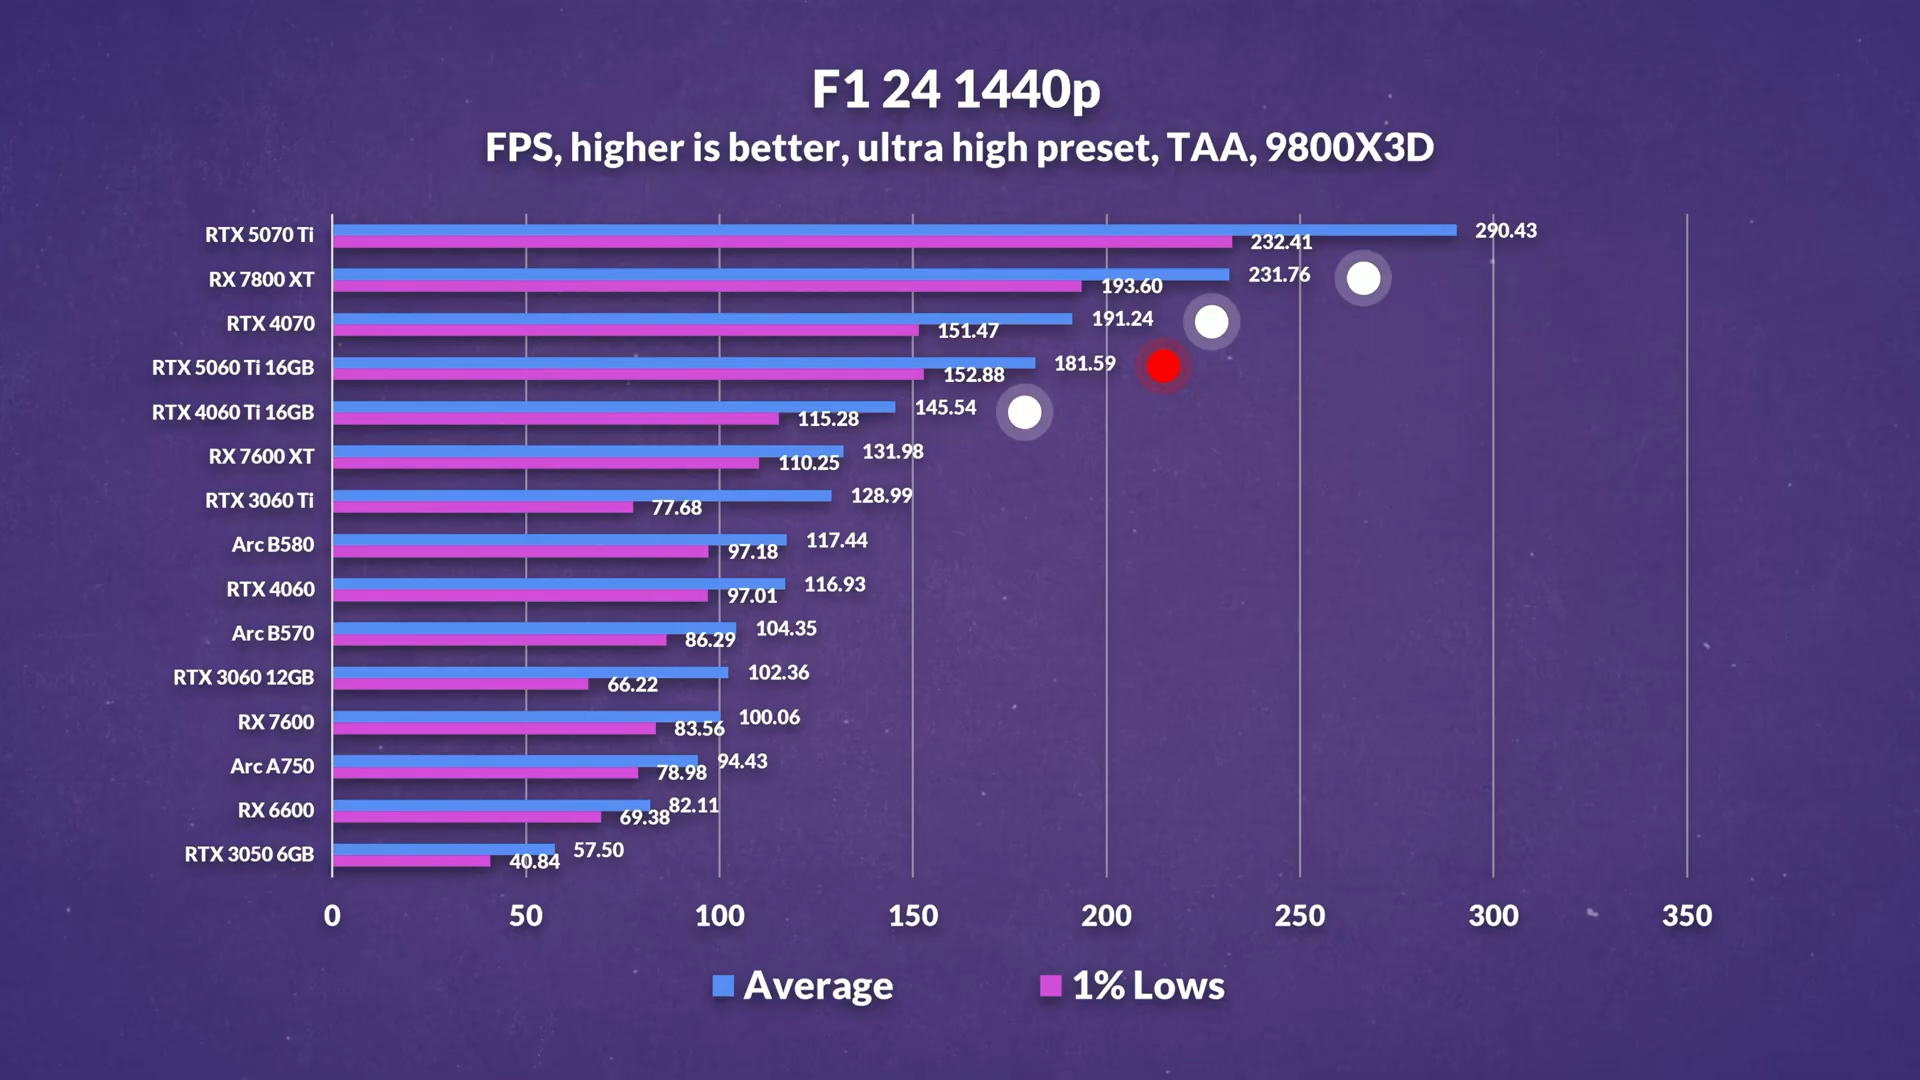 F1 24 1440p
FPS, higher is better, ultra high preset, TAA, 9800X3D
RTX 5070 Ti 290.43
232.41
RX 7800 XT 231.76
193.60
RTX 4070 191.24
151.47
RTX 5060 Ti 16GB 181.59
152.88
RTX 4060 Ti 16GB 145.54
115.28
RX 7600 XT 131.98
110.25
RTX 3060 Ti 128.99
77.68
Arc B580 117.44
97.18
RTX 4060 116.93
97.01
Arc B570 104.35
86.29
RTX 3060 12GB 102.36
66.22
RX 7600 100.06
83.56
Arc A750 94.43
78.98
RX 6600 82.11
69.38
RTX 3050 6GB 57.50
40.84
0 50 100 150 200 250 300 350
Average 1% Lows